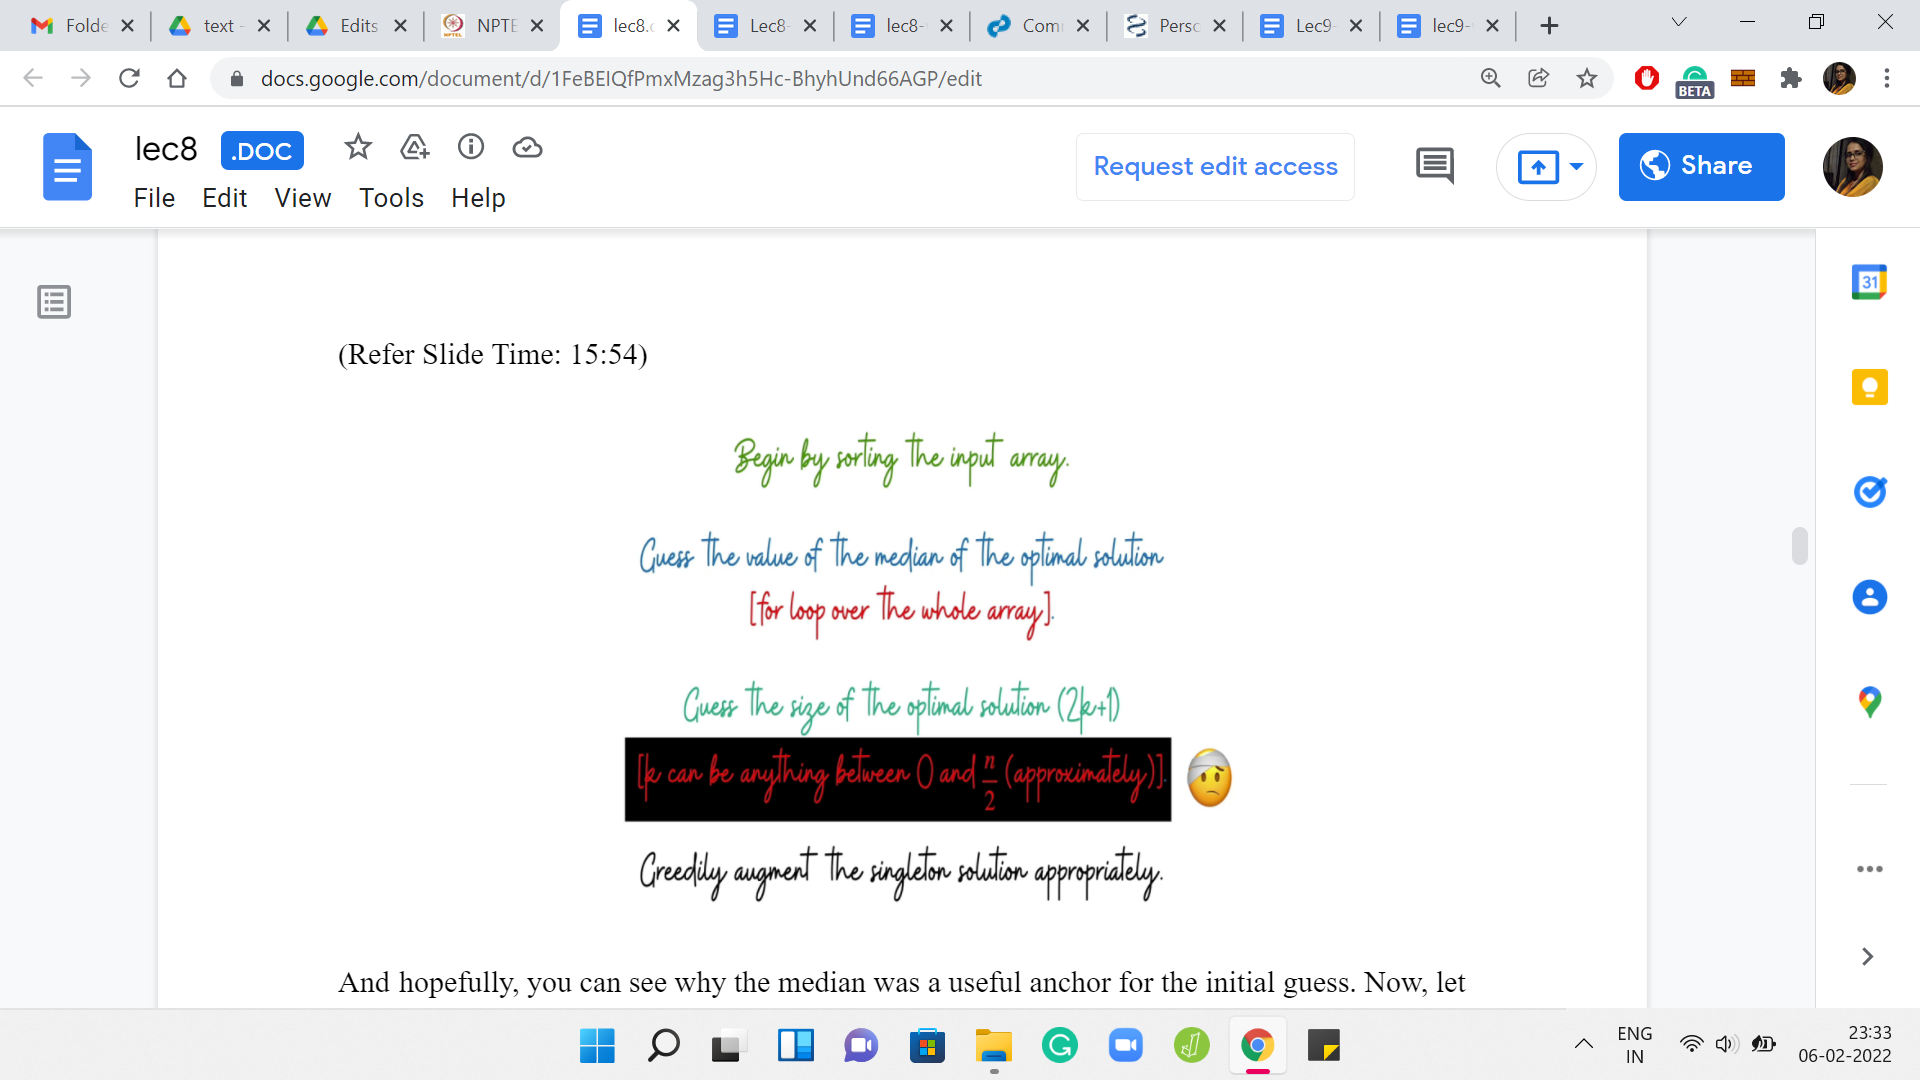 Folde
text -
Edits
NPTE
lec8.
Lec8-
lec8-
Com
Perso
Lec9-
lec9-
docs.google.com/document/d/1FeBEIQfPmxMzag3h5Hc-BhyhUnd66AGP/edit
BETA
lec8 .DOC
Request edit access
Share
File Edit View Tools Help
31
(Refer Slide Time: 15:54)
Begin by sorting the input array.
Guess the value of the median of the optimal solution
[for loop over the whole array].
Guess the size of the optimal solution (2k+1)
[k can be anything between 0 and n/2 (approximately)].
Greedily augment the singleton solution appropriately.
And hopefully, you can see why the median was a useful anchor for the initial guess. Now, let
ENG
IN
23:33
06-02-2022